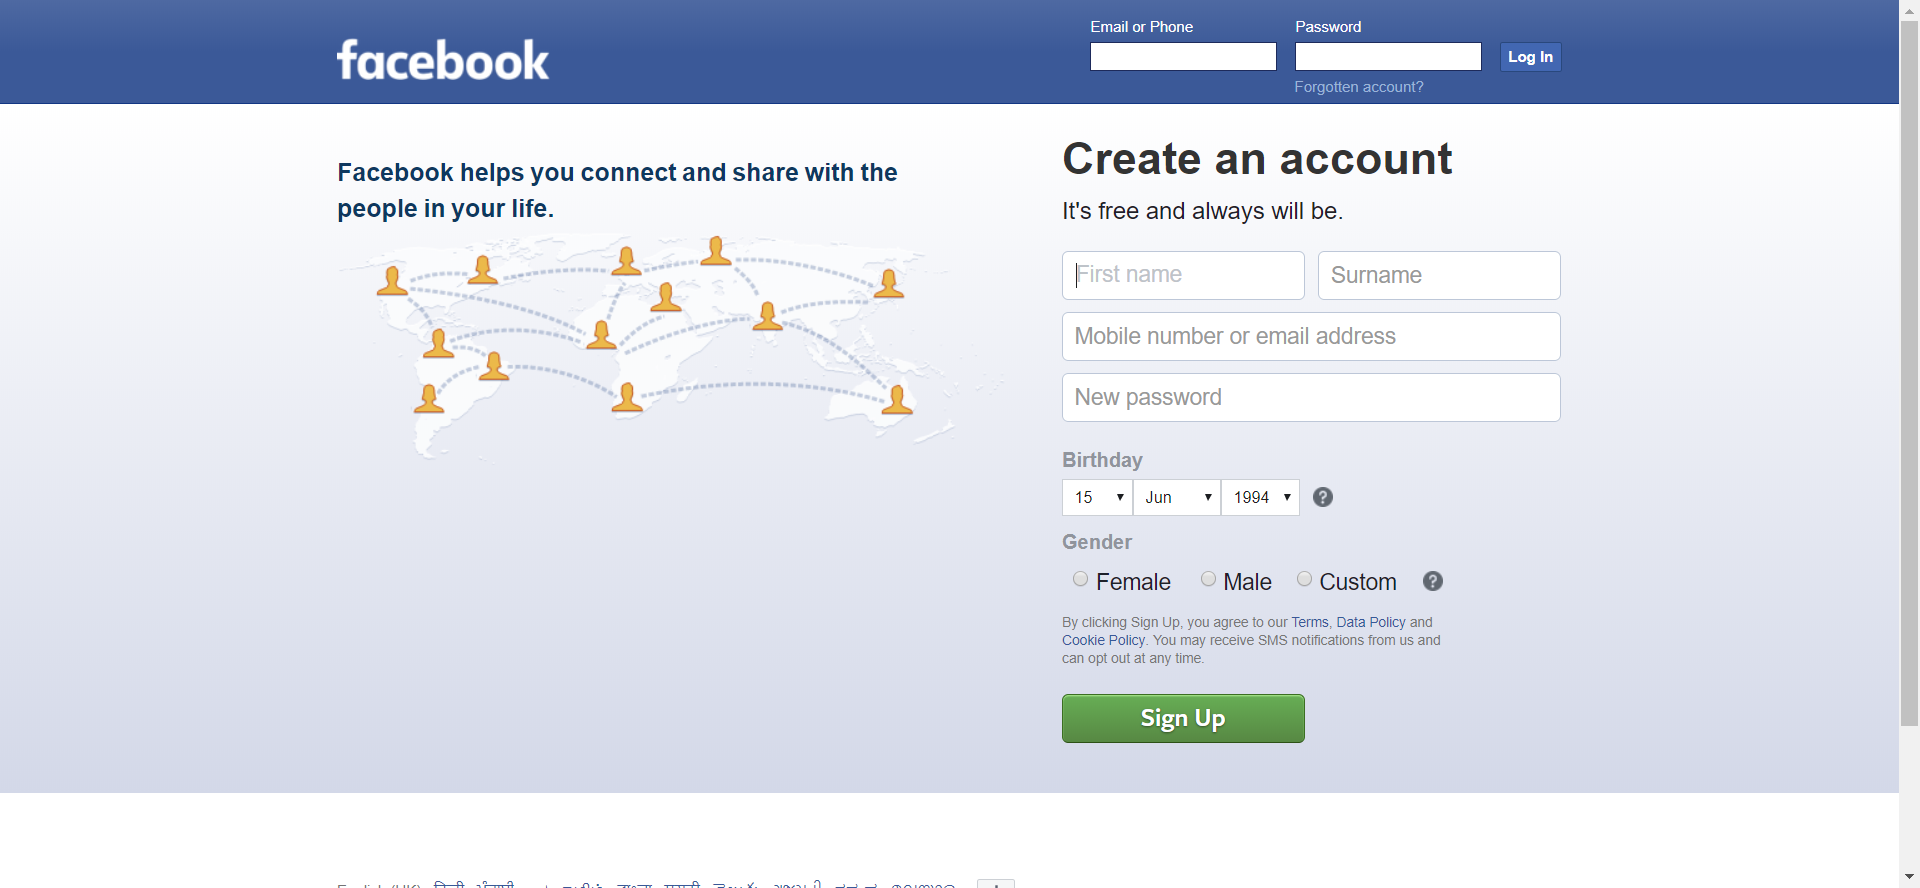 facebook
Email or Phone
Password
Log In
Forgotten account?
Facebook helps you connect and share with the
people in your life.
Create an account
It's free and always will be.
First name
Surname
Mobile number or email address
New password
Birthday
15
Jun
1994
?
Gender
Female
Male
Custom
?
By clicking Sign Up, you agree to our Terms, Data Policy and
Cookie Policy. You may receive SMS notifications from us and
can opt out at any time.
Sign Up